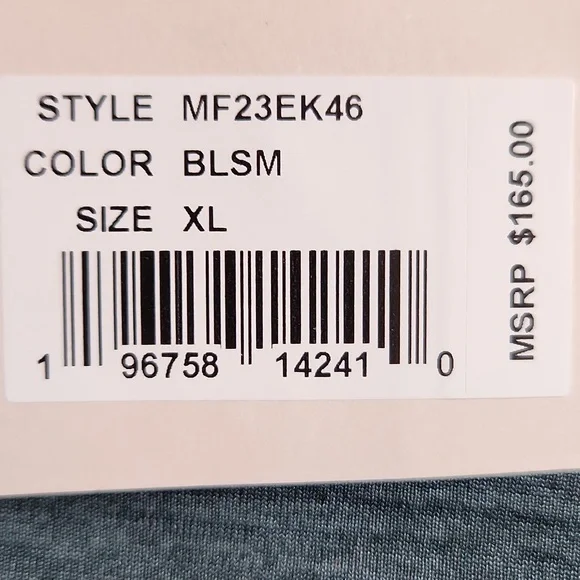 STYLE MF23EK46
COLOR BLSM
SIZE XL
1 96758 14241 0
MSRP $165.00